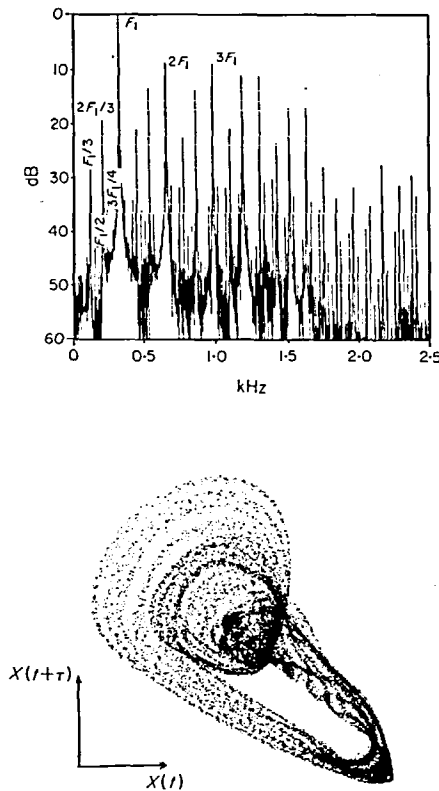 0
10
20
30
40
50
60
dB
F₁
2F₁
3F₁
2F₁/3
F₁/3
F₁/2
3F₁/4
0 0·5 1·0 1·5 2·0 2·5
kHz
X(t+τ)
X(t)